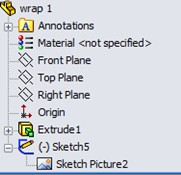 wrap 1
A Annotations
Material <not specified>
Front Plane
Top Plane
Right Plane
Origin
Extrude1
(-) Sketch5
Sketch Picture2